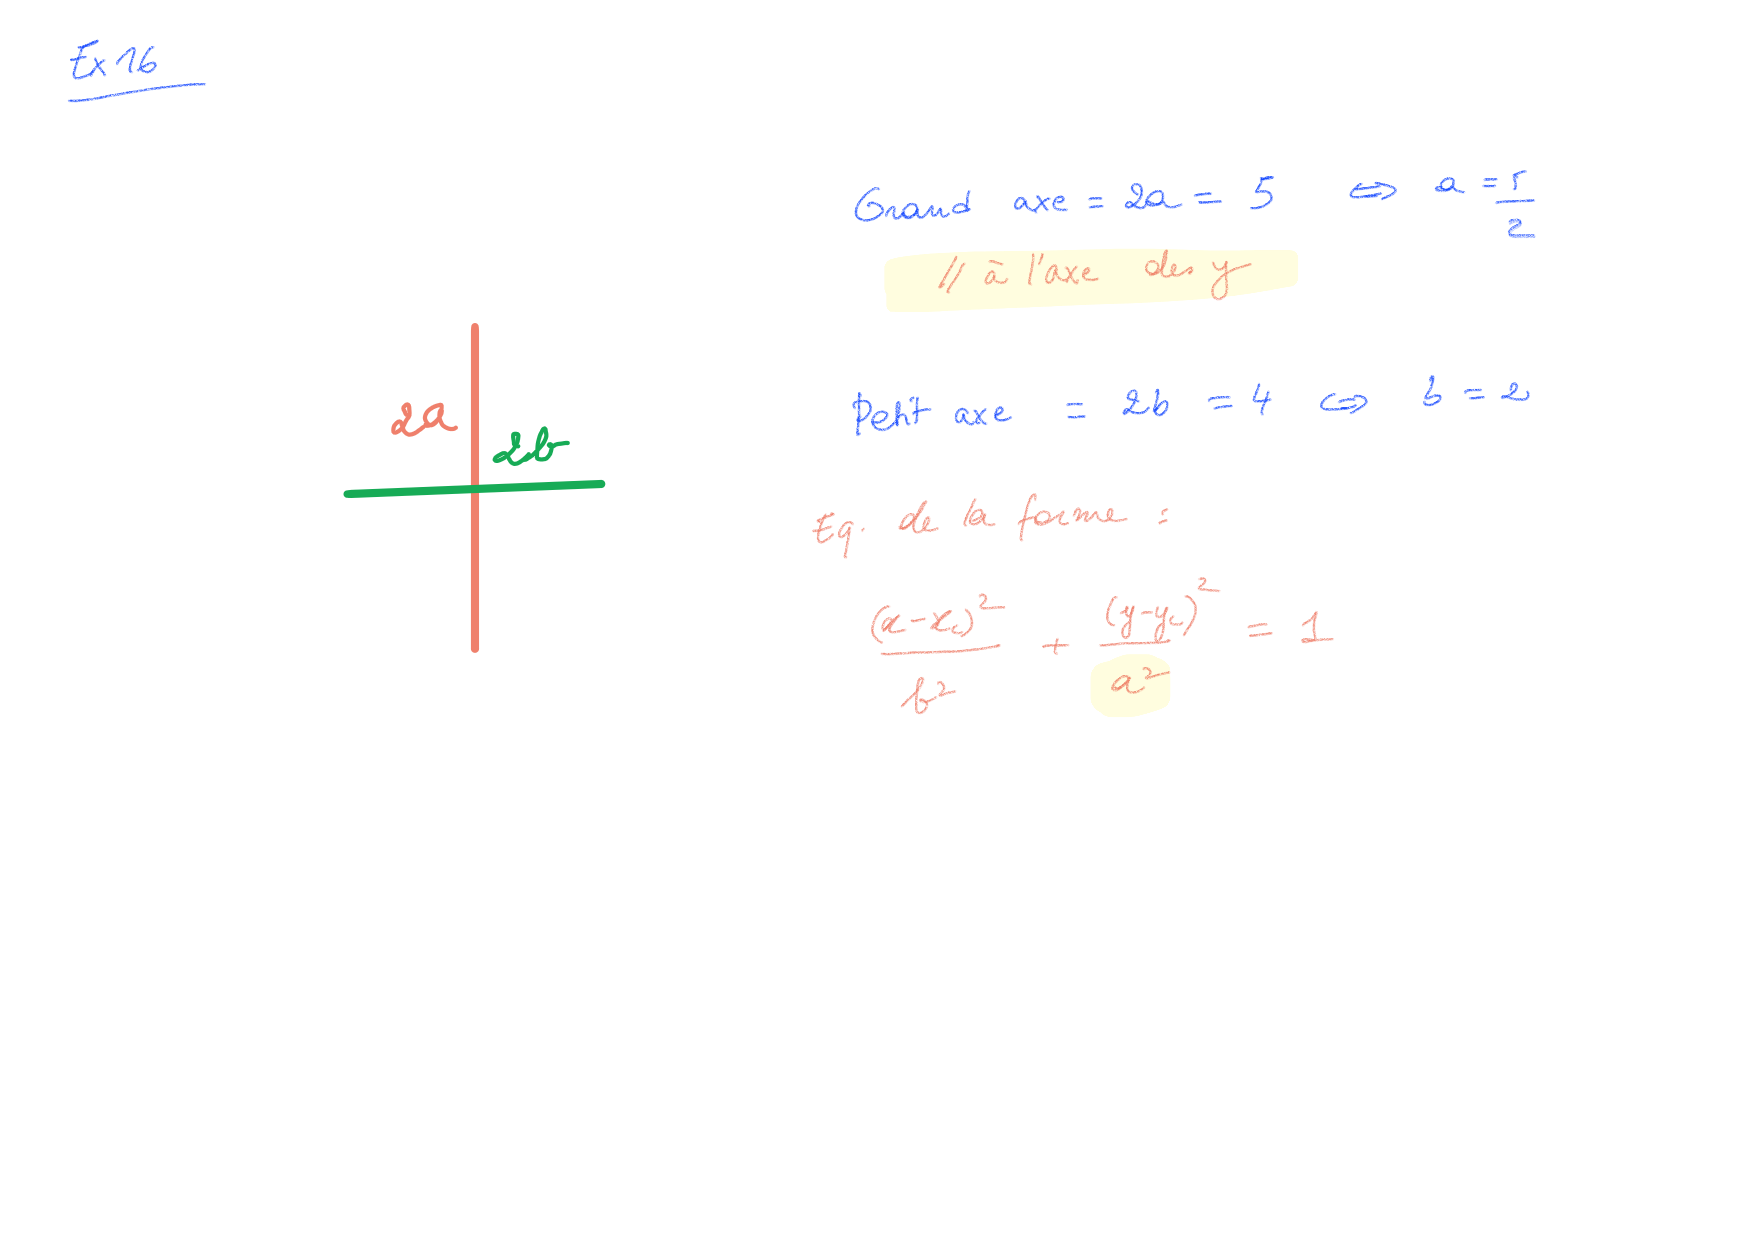 Ex 16
Grand axe = 2a = 5 ⇔ a = 5/2
// à l'axe des y
2a
2b
Petit axe = 2b = 4 ⇔ b = 2
Eq. de la forme :
(x-x_c)²/b² + (y-y_c)²/a² = 1